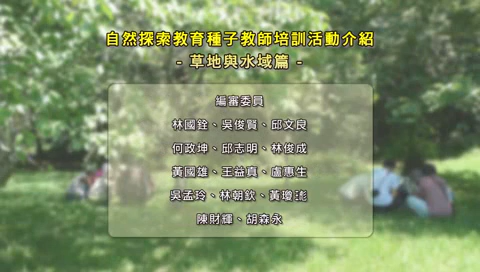 自然探索教育種子教師培訓活動介紹
- 草地與水域篇 -
編審委員
林國銓、吳俊賢、邱文良
何政坤、邱志明、林俊成
黃國雄、王益真、盧惠生
吳孟玲、林朝欽、黃瓊彪
陳財輝、胡森永